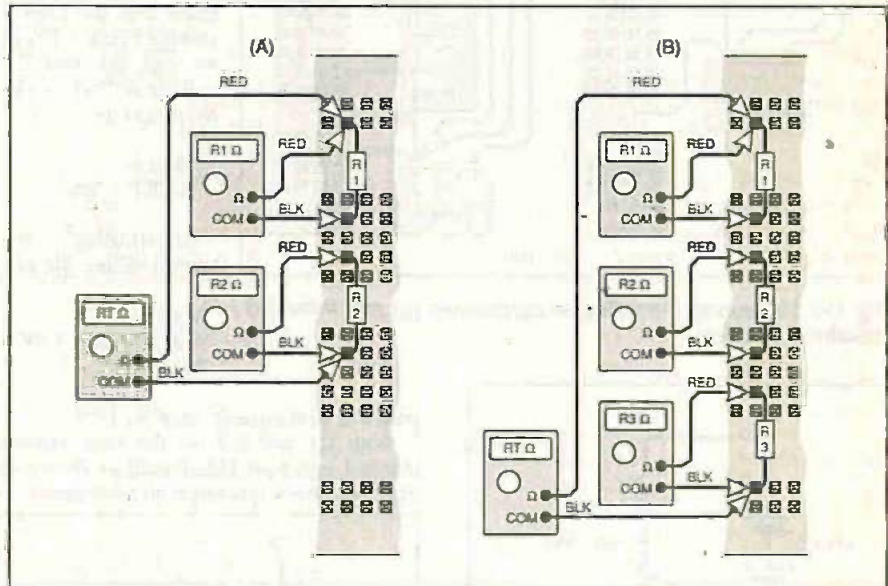 (A)
RED
R1 Ω
RED
R
1
Ω
COM
BLK
RED
R2 Ω
R
2
RT Ω
Ω
COM
Ω
COM
BLK
BLK
(B)
RED
R1 Ω
RED
R
1
Ω
COM
BLK
RED
R2 Ω
R
2
Ω
COM
BLK
RED
R3 Ω
R
3
RT Ω
Ω
COM
BLK
Ω
COM
BLK